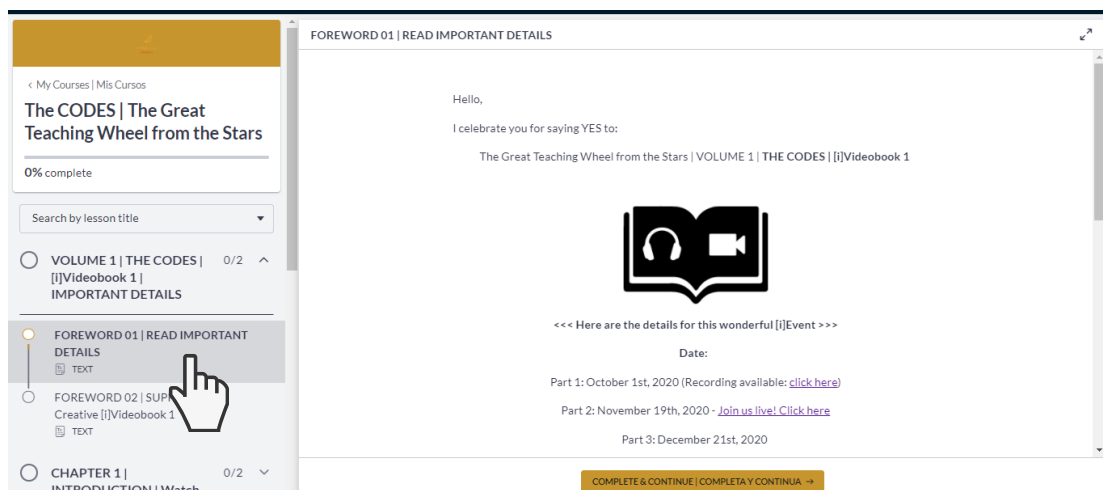 < My Courses | Mis Cursos
The CODES | The Great
Teaching Wheel from the Stars
0% complete
Search by lesson title
VOLUME 1 | THE CODES | 0/2
[i]Videobook 1 |
IMPORTANT DETAILS
FOREWORD 01 | READ IMPORTANT
DETAILS
TEXT
FOREWORD 02 |
Creative [i]Videobook 1
TEXT
CHAPTER 1 | 0/2
INTRODUCTION | Watch
FOREWORD 01 | READ IMPORTANT DETAILS
Hello,
I celebrate you for saying YES to:
The Great Teaching Wheel from the Stars | VOLUME 1 | THE CODES | [i]Videobook 1
<<< Here are the details for this wonderful [i]Event >>>
Date:
Part 1: October 1st, 2020 (Recording available: click here)
Part 2: November 19th, 2020 - Join us live! Click here
Part 3: December 21st, 2020
COMPLETE & CONTINUE | COMPLETA Y CONTINUA →